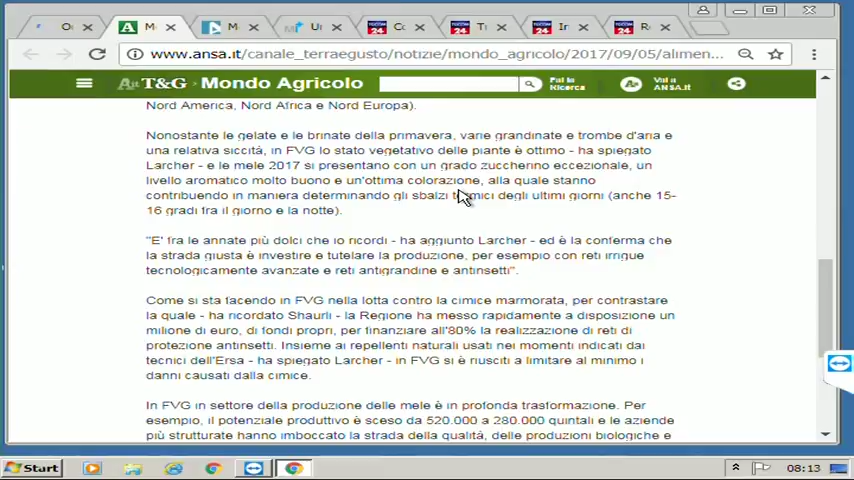 www.ansa.it/canale_terraegusto/notizie/mondo_agricolo/2017/09/05/alimen...
T&G › Mondo Agricolo
Fai la Ricerca
Vai a ANSA.it
Nord America, Nord Africa e Nord Europa).
Nonostante le gelate e le brinate della primavera, varie grandinate e trombe d'aria e
una relativa siccità, in FVG lo stato vegetativo delle piante è ottimo - ha spiegato
Larcher - e le mele 2017 si presentano con un grado zuccherino eccezionale, un
livello aromatico molto buono e un'ottima colorazione, alla quale stanno
contribuendo in maniera determinando gli sbalzi termici degli ultimi giorni (anche 15-
16 gradi fra il giorno e la notte).
"E' fra le annate più dolci che io ricordi - ha aggiunto Larcher - ed è la conferma che
la strada giusta è investire e tutelare la produzione, per esempio con reti irrigue
tecnologicamente avanzate e reti antigrandine e antinsetti".
Come si sta facendo in FVG nella lotta contro la cimice marmorata, per contrastare
la quale - ha ricordato Shaurli - la Regione ha messo rapidamente a disposizione un
milione di euro, di fondi propri, per finanziare all'80% la realizzazione di reti di
protezione antinsetti. Insieme ai repellenti naturali usati nei momenti indicati dai
tecnici dell'Ersa - ha spiegato Larcher - in FVG si è riusciti a limitare al minimo i
danni causati dalla cimice.
In FVG in settore della produzione delle mele è in profonda trasformazione. Per
esempio, il potenziale produttivo è sceso da 520.000 a 280.000 quintali e le aziende
più strutturate hanno imboccato la strada della qualità, delle produzioni biologiche e
Start
08:13